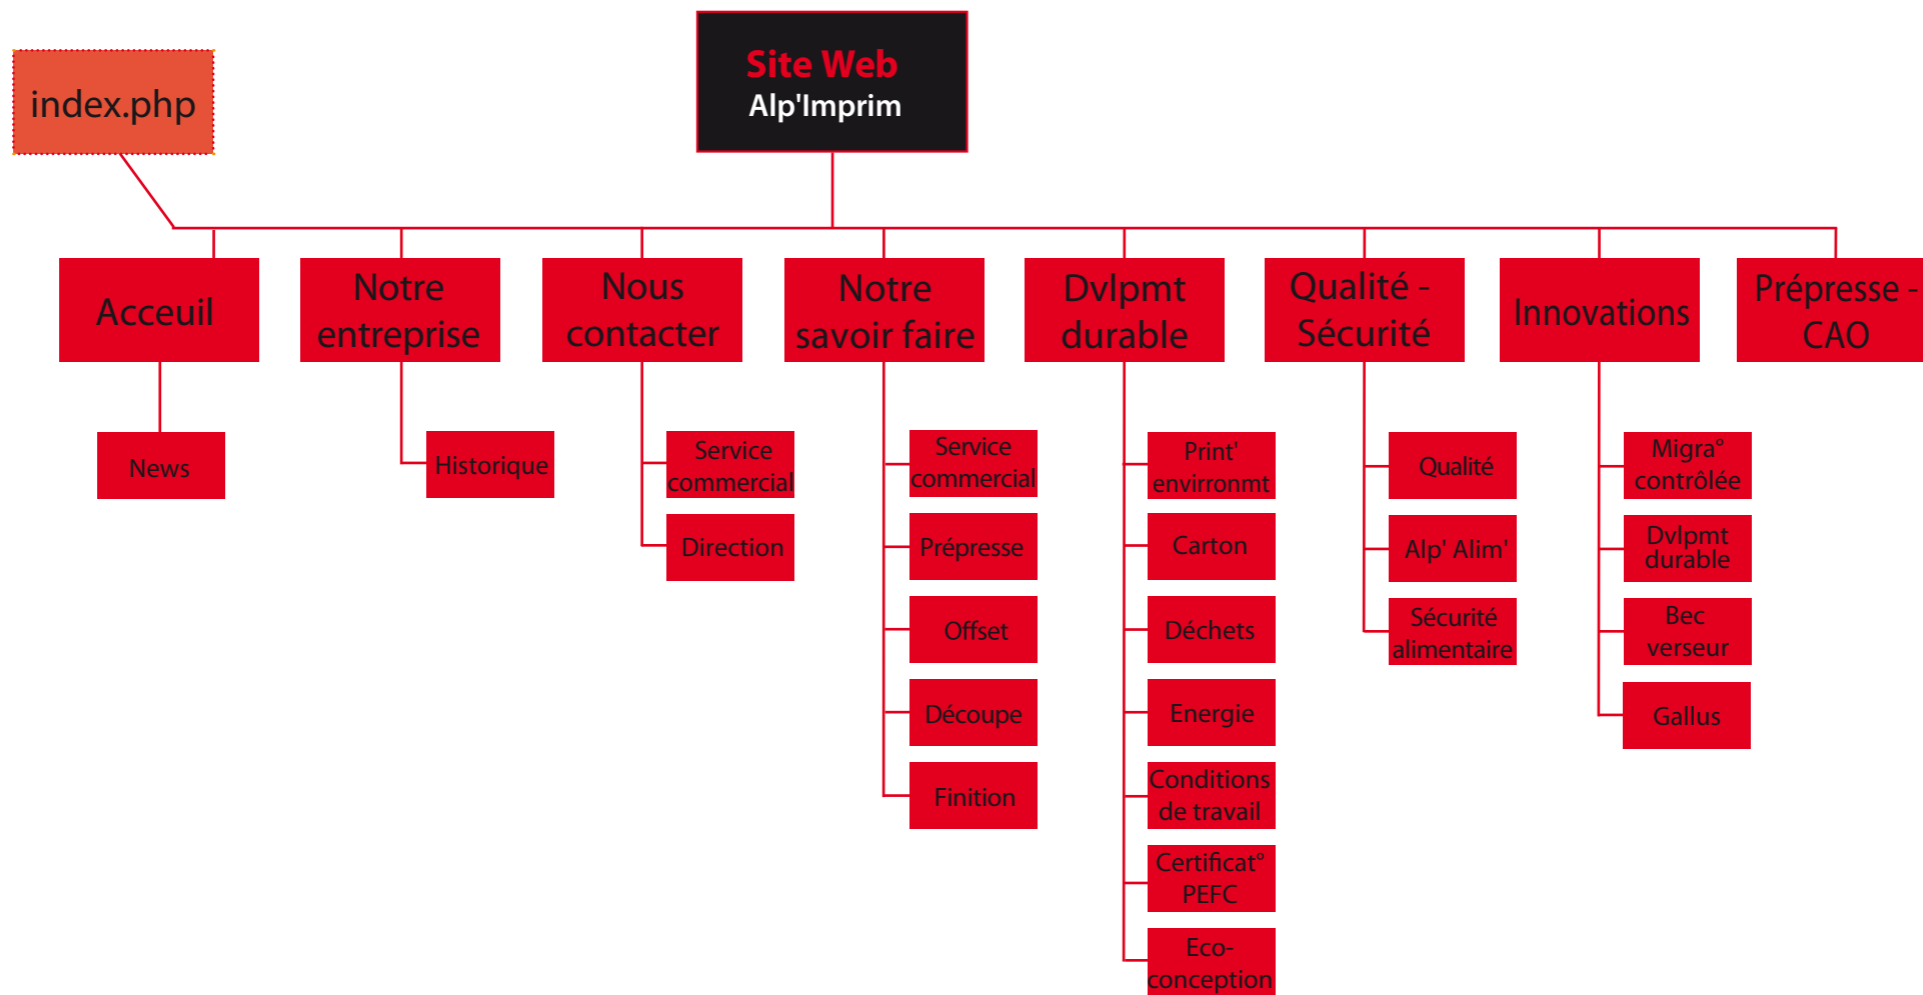 index.php
Site Web
Alp'Imprim
Acceuil
Notre
entreprise
Nous
contacter
Notre
savoir faire
Dvlpmt
durable
Qualité -
Sécurité
Innovations
Prépresse -
CAO
News
Historique
Service
commercial
Direction
Service
commercial
Prépresse
Offset
Découpe
Finition
Print'
envirronmt
Carton
Déchets
Energie
Conditions
de travail
Certificat°
PEFC
Eco-
conception
Qualité
Alp' Alim'
Sécurité
alimentaire
Migra°
contrôlée
Dvlpmt
durable
Bec
verseur
Gallus